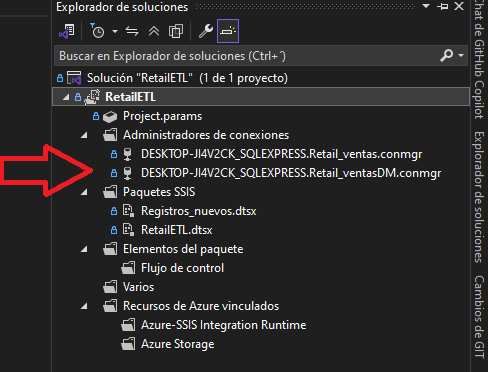 Explorador de soluciones
Buscar en Explorador de soluciones (Ctrl+´)
Solución "RetailETL" (1 de 1 proyecto)
RetailETL
Project.params
Administradores de conexiones
DESKTOP-JI4V2CK_SQLEXPRESS.Retail_ventas.conmgr
DESKTOP-JI4V2CK_SQLEXPRESS.Retail_ventasDM.conmgr
Paquetes SSIS
Registros_nuevos.dtsx
RetailETL.dtsx
Elementos del paquete
Flujo de control
Varios
Recursos de Azure vinculados
Azure-SSIS Integration Runtime
Azure Storage
Chat de GitHub Copilot
Explorador de soluciones
Cambios de GIT